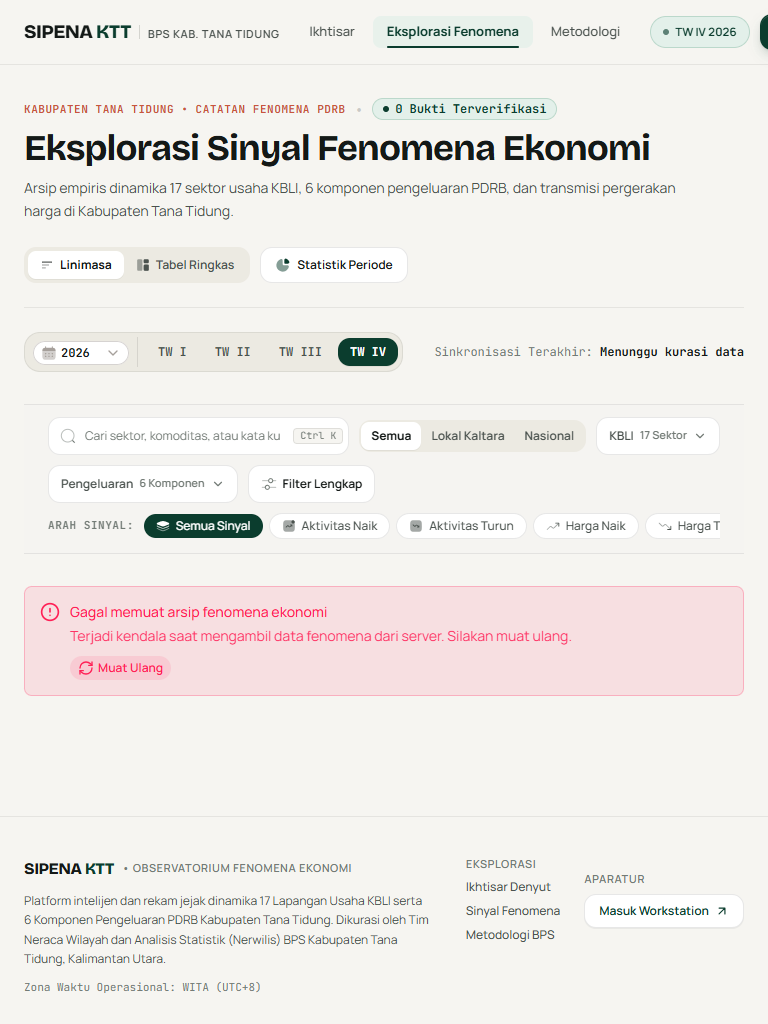 SIPENA KTT BPS KAB. TANA TIDUNG Ikhtisar Eksplorasi Fenomena Metodologi TW IV 2026
KABUPATEN TANA TIDUNG • CATATAN FENOMENA PDRB • 0 Bukti Terverifikasi
Eksplorasi Sinyal Fenomena Ekonomi
Arsip empiris dinamika 17 sektor usaha KBLI, 6 komponen pengeluaran PDRB, dan transmisi pergerakan
harga di Kabupaten Tana Tidung.
Linimasa Tabel Ringkas Statistik Periode
2026 TW I TW II TW III TW IV Sinkronisasi Terakhir: Menunggu kurasi data
Cari sektor, komoditas, atau kata ku Ctrl K Semua Lokal Kaltara Nasional KBLI 17 Sektor
Pengeluaran 6 Komponen Filter Lengkap
ARAH SINYAL: Semua Sinyal Aktivitas Naik Aktivitas Turun Harga Naik Harga T
Gagal memuat arsip fenomena ekonomi
Terjadi kendala saat mengambil data fenomena dari server. Silakan muat ulang.
Muat Ulang
SIPENA KTT • OBSERVATORIUM FENOMENA EKONOMI
Platform intelijen dan rekam jejak dinamika 17 Lapangan Usaha KBLI serta
6 Komponen Pengeluaran PDRB Kabupaten Tana Tidung. Dikurasi oleh Tim
Neraca Wilayah dan Analisis Statistik (Nerwilis) BPS Kabupaten Tana
Tidung, Kalimantan Utara.
Zona Waktu Operasional: WITA (UTC+8)
EKSPLORASI
Ikhtisar Denyut
Sinyal Fenomena
Metodologi BPS
APARATUR
Masuk Workstation